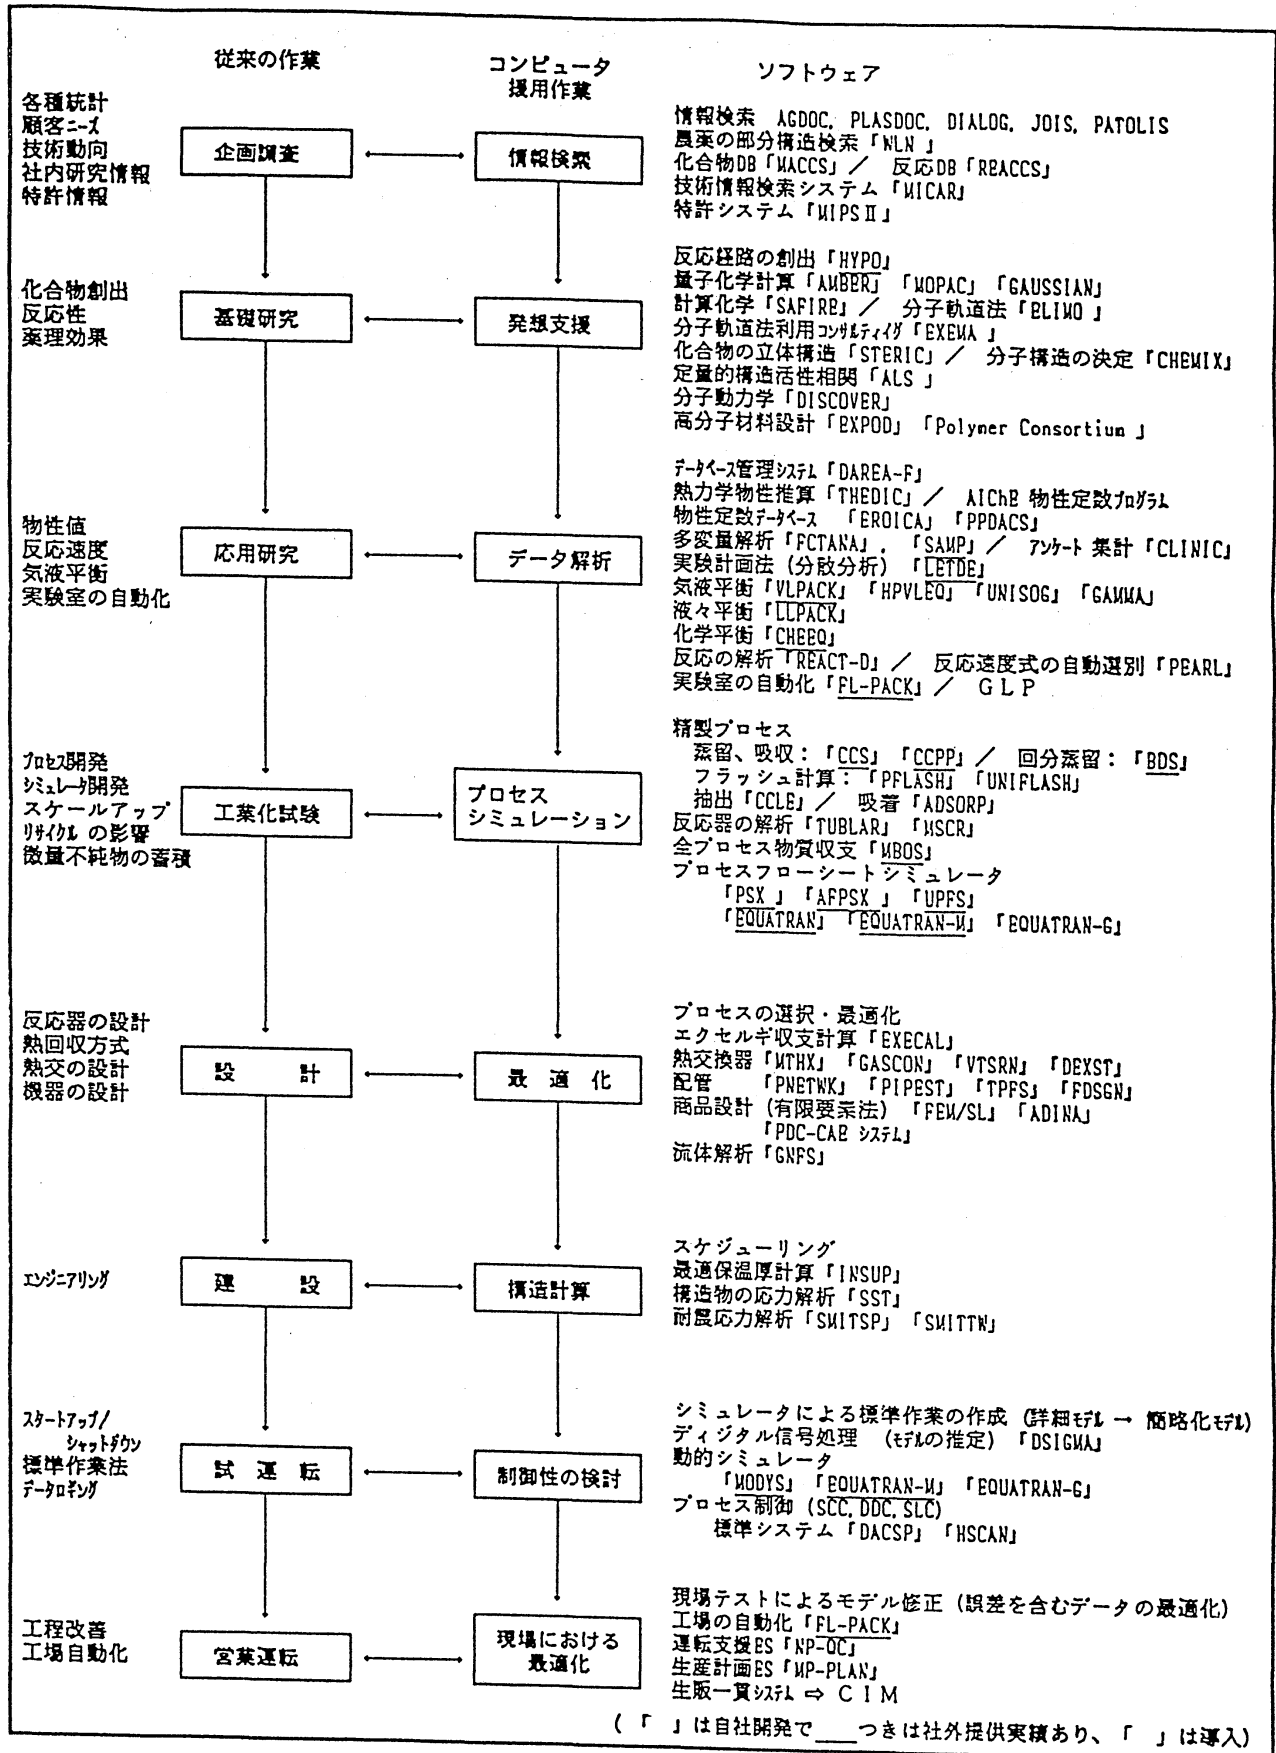 従来の作業
コンピュータ
援用作業
ソフトウェア
各種統計
顧客ニーズ
技術動向
社内研究情報
特許情報
企画調査
情報検索
情報検索 AGDOC, PLASDOC, DIALOG, JOIS, PATOLIS
農薬の部分構造検索「WLN 」
化合物DB「MACCS」／ 反応DB「REACCS」
技術情報検索システム「MICAR」
特許システム「MIPSⅡ」
化合物創出
反応性
薬理効果
基礎研究
発想支援
反応経路の創出「HYPO」
量子化学計算「AMBER」「MOPAC」「GAUSSIAN」
計算化学「SAFIRE」／ 分子軌道法「ELIMO 」
分子軌道法利用コンサルティイグ「EXEMA 」
化合物の立体構造「STERIC」／ 分子構造の決定「CHEMIX」
定量的構造活性相関「ALS 」
分子動力学「DISCOVER」
高分子材料設計「EXPOD」「Polymer Consortium 」
物性値
反応速度
気液平衡
実験室の自動化
応用研究
データ解析
データベース管理システム「DAREA-F」
熱力学物性推算「THEDIC」／ AIChE 物性定数プログラム
物性定数データベース 「EROICA」「PPDACS」
多変量解析「FCTANA」,「SAMP」／ アンケート 集計「CLINIC」
実験計画法（分散分析）「LETDE」
気液平衡「VLPACK」「HPVLEQ」「UNISOG」「GAMMA」
液々平衡「LLPACK」
化学平衡「CHEEQ」
反応の解析「REACT-D」／ 反応速度式の自動選別「PEARL」
実験室の自動化「FL-PACK」／ ＧＬＰ
プロセス開発
シミュレータ開発
スケールアップ
リサイクル の影響
微量不純物の蓄積
工業化試験
プロセス
シミュレーション
精製プロセス
蒸留、吸収：「CCS」「CCPP」／ 回分蒸留：「BDS」
フラッシュ計算：「PFLASH」「UNIFLASH」
抽出「CCLE」／ 吸着「ADSORP」
反応器の解析「TUBLAR」「MSCR」
全プロセス物質収支「MBOS」
プロセスフローシートシミュレータ
「PSX 」「AFPSX 」「UPFS」
「EQUATRAN」「EQUATRAN-M」「EQUATRAN-G」
反応器の設計
熱回収方式
熱交の設計
機器の設計
設 計
最 適 化
プロセスの選択・最適化
エクセルギ収支計算「EXECAL」
熱交換器「MTHX」「GASCON」「VTSRN」「DEXST」
配管 「PNETWK」「PIPEST」「TPFS」「FDSGN」
商品設計（有限要素法）「FEM/SL」「ADINA」
「PDC-CAE システム」
流体解析「GNFS」
エンジニアリング
建 設
構造計算
スケジューリング
最適保温厚計算「INSUP」
構造物の応力解析「SST」
耐震応力解析「SMITSP」「SMITTW」
スタートアップ/
シャットダウン
標準作業法
データロギング
試 運 転
制御性の検討
シミュレータによる標準作業の作成（詳細モデル → 簡略化モデル）
ディジタル信号処理 （モデルの推定）「DSIGMA」
動的シミュレータ
「MODYS」「EQUATRAN-M」「EQUATRAN-G」
プロセス制御（SCC, DDC, SLC）
標準システム「DACSP」「HSCAN」
工程改善
工場自動化
営業運転
現場における
最適化
現場テストによるモデル修正（誤差を含むデータの最適化）
工場の自動化「FL-PACK」
運転支援ES「NP-QC」
生産計画ES「MP-PLAN」
生販一貫システム ⇨ ＣＩＭ
（「 」は自社開発で＿＿つきは社外提供実績あり、「 」は導入）